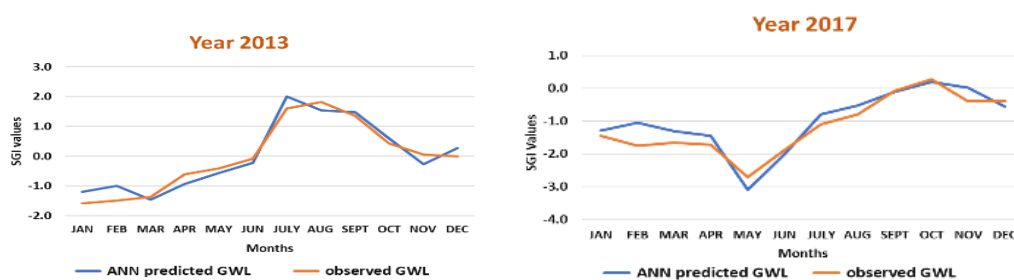 Year 2013
3.0
2.0
1.0
0.0
-1.0
-2.0
SGI values
JAN FEB MAR APR MAY JUN JULY AUG SEPT OCT NOV DEC
Months
ANN predicted GWL observed GWL
Year 2017
1.0
0.0
-1.0
-2.0
-3.0
-4.0
SGI Values
JAN FEB MAR APR MAY JUN JULY AUG SEPT OCT NOV DEC
Months
ANN predicted GWL observed GWL